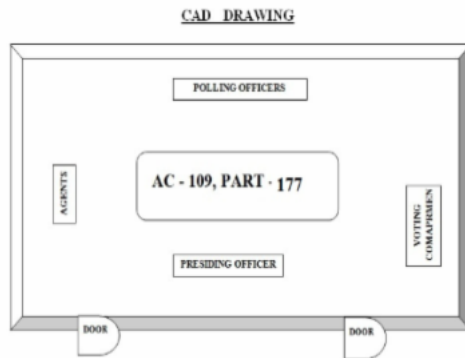 CAD DRAWING
POLLING OFFICERS
AGENTS
AC - 109, PART - 177
VOTING
COMAPRMEN
PRESIDING OFFICER
DOOR
DOOR